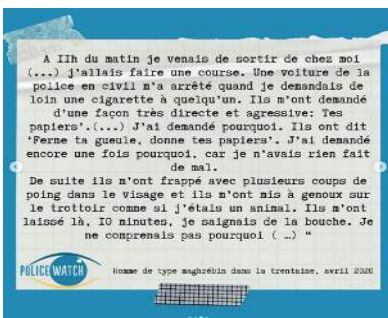 A IIh du matin je venais de sortir de chez moi
(...) j'allais faire une course. Une voiture de la
police en civil m'a arrêté quand je demandais de
loin une cigarette à quelqu'un. Ils m'ont demandé
d'une façon très directe et agressive: Tes
papiers'.(...) J'ai demandé pourquoi. Ils ont dit
'Ferme ta gueule, donne tes papiers'. J'ai demandé
encore une fois pourquoi, car je n'avais rien fait
de mal.
De suite ils m'ont frappé avec plusieurs coups de
poing dans le visage et ils m'ont mis à genoux sur
le trottoir comme si j'étais un animal. Ils m'ont
laissé là, IO minutes, je saignais de la bouche. Je
ne comprenais pas pourquoi ( …) "
POLICE WATCH
Homme de type maghrébin dans la trentaine, avril 2020